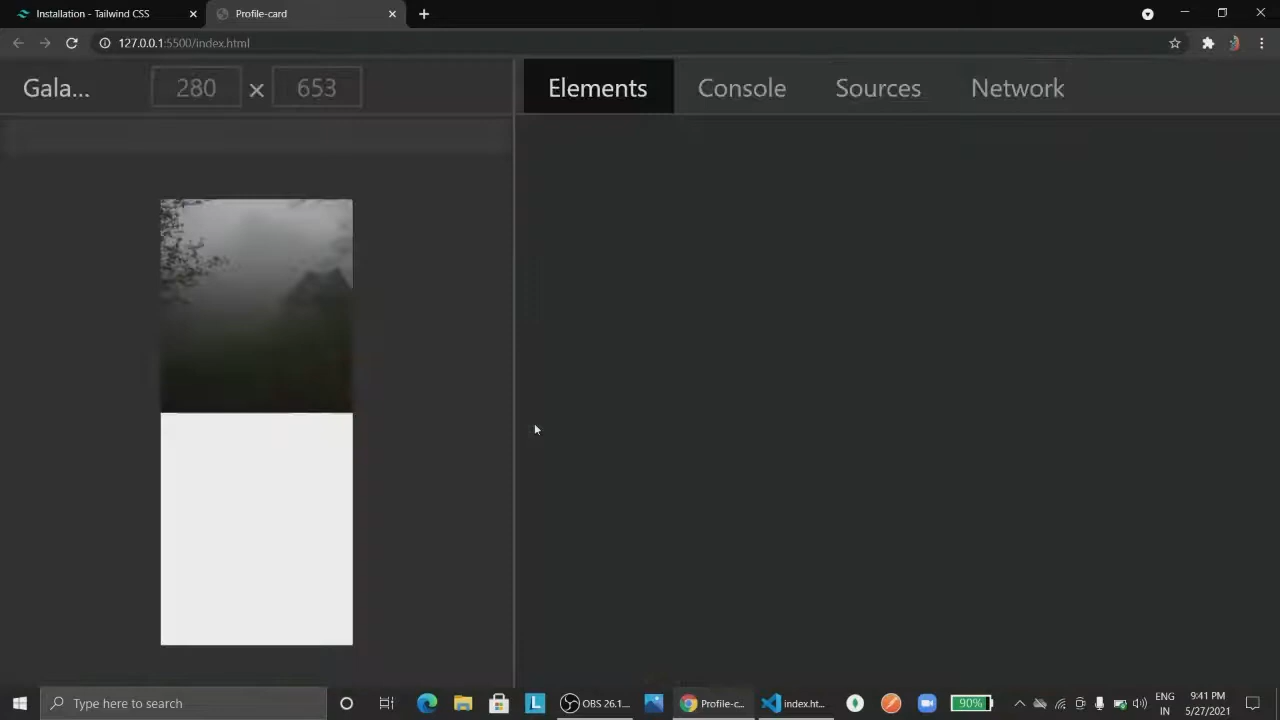 Installation - Tailwind CSS
Profile-card
127.0.0.1:5500/index.html
Gala...
280 × 653
Elements Console Sources Network
Type here to search
L
OBS 26.1...
Profile-c...
index.ht...
90%
ENG
IN
9:41 PM
5/27/2021